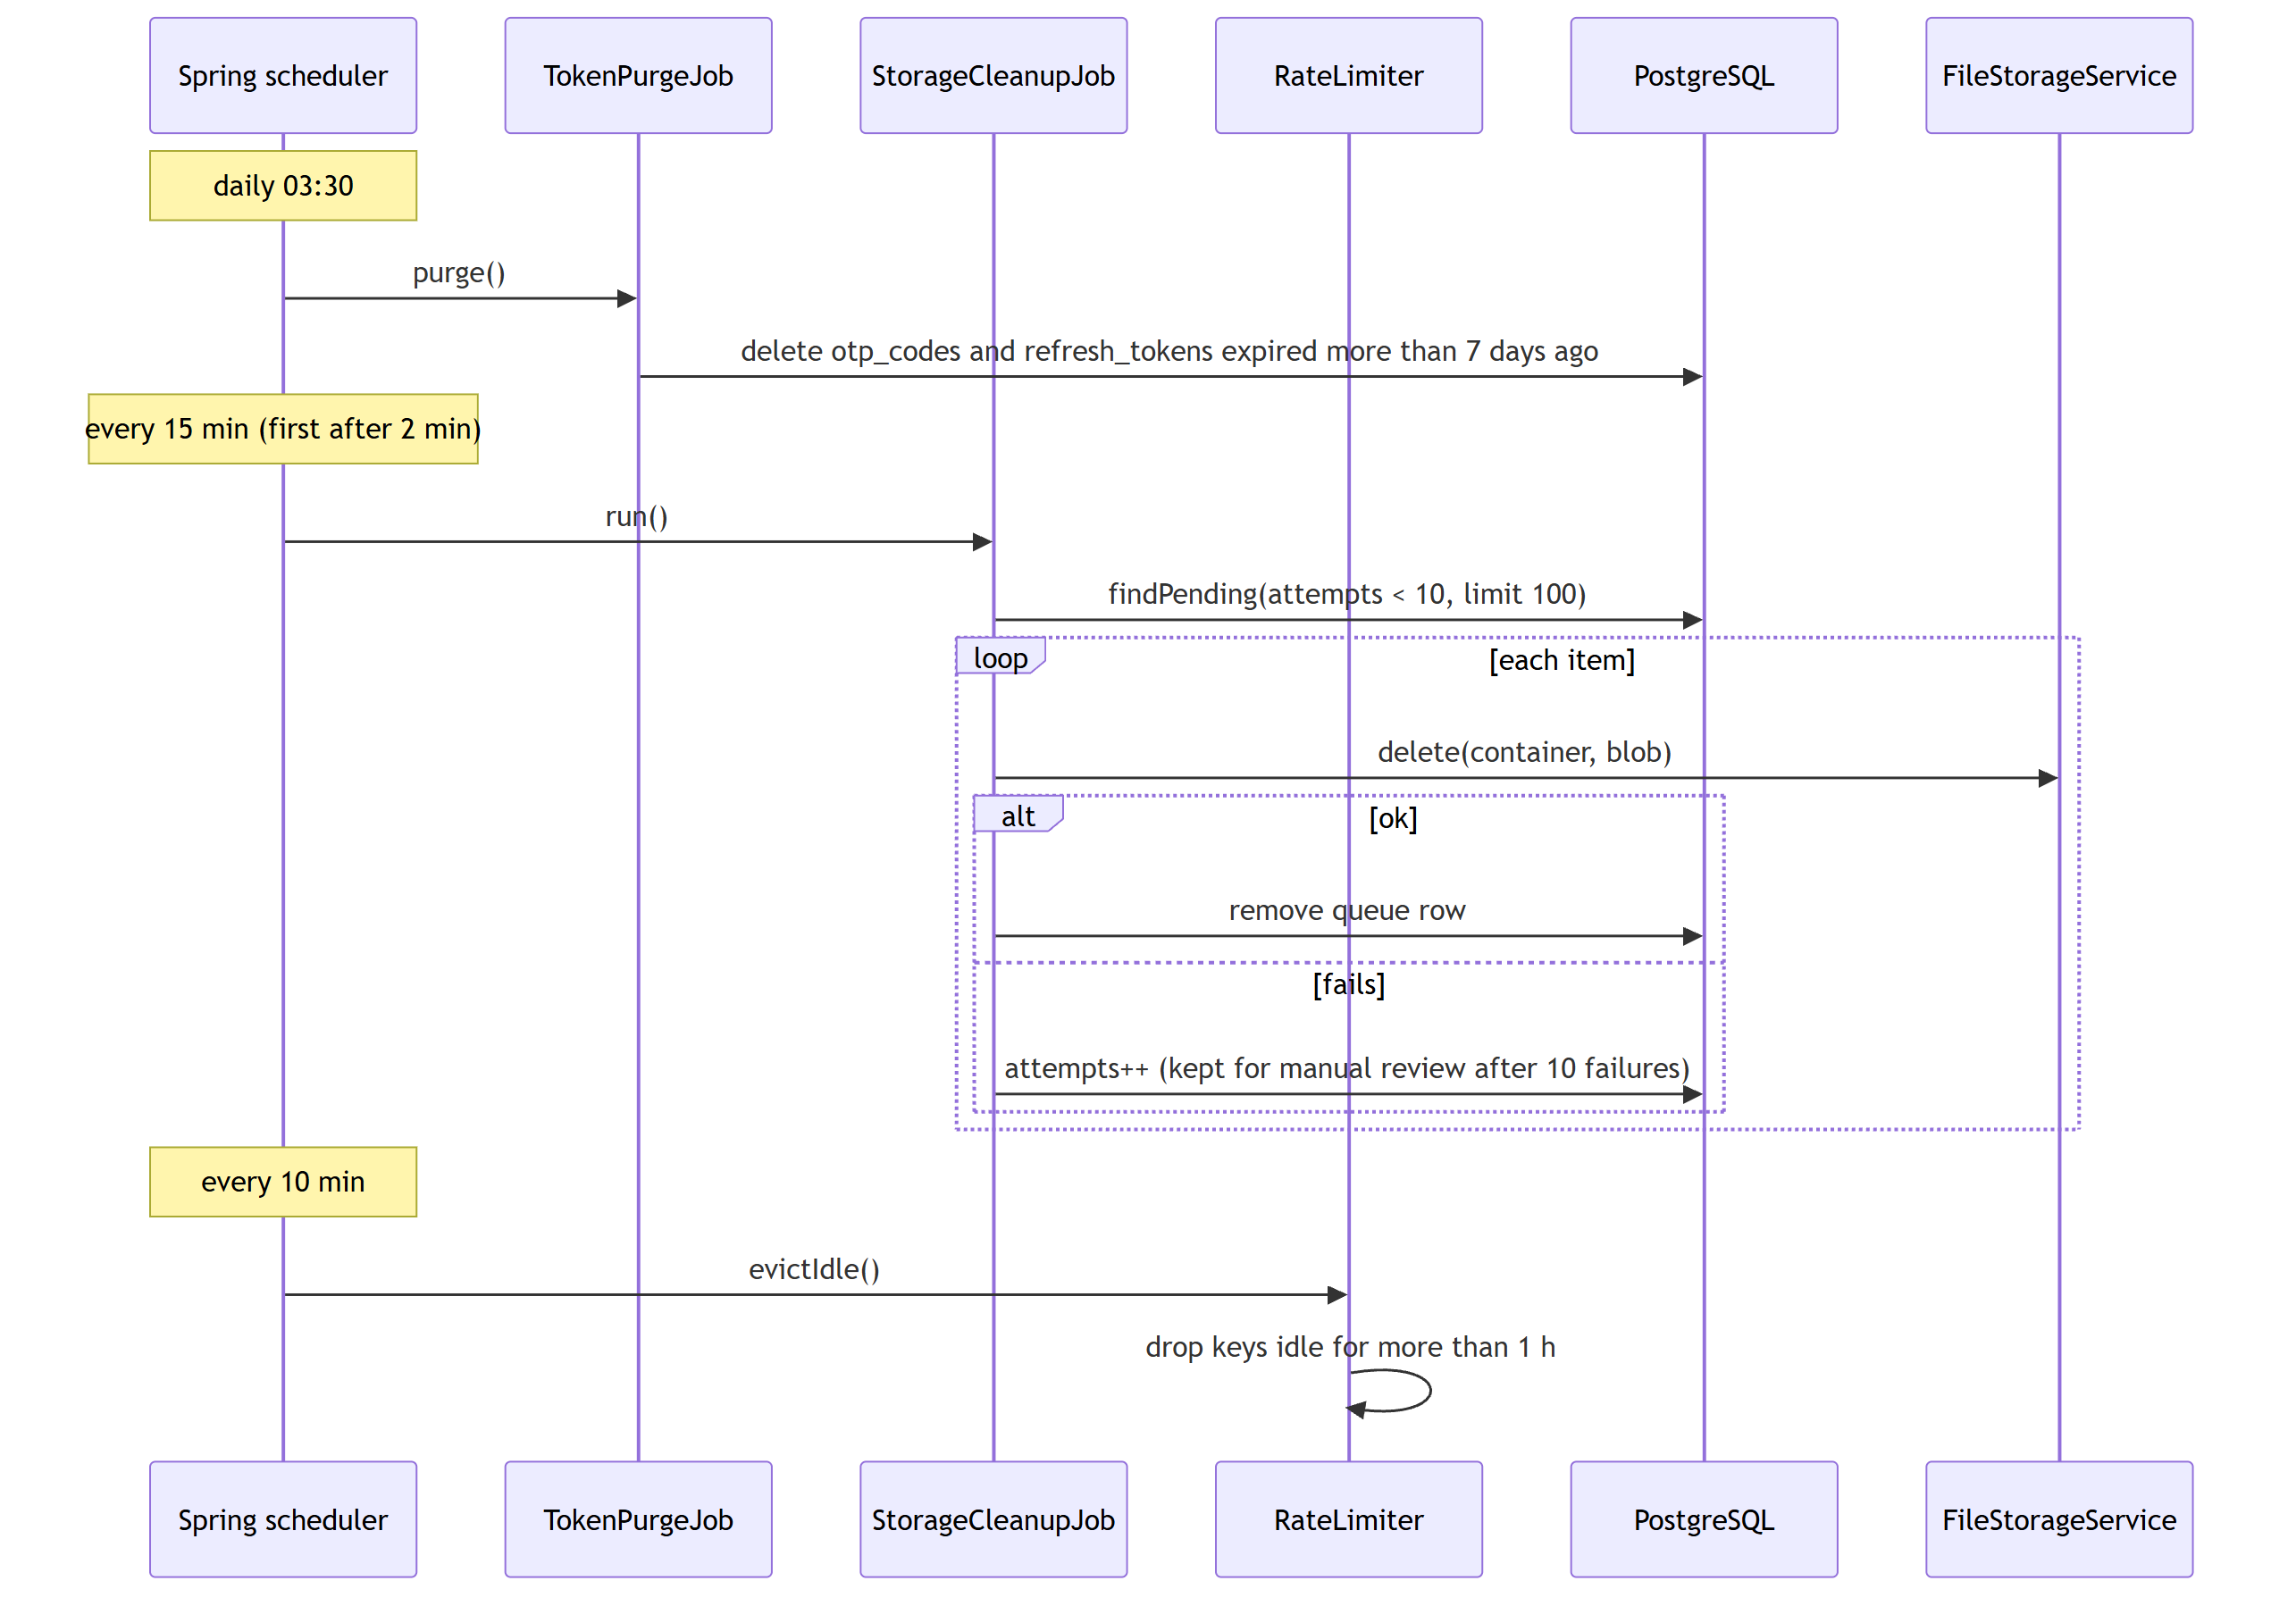 Spring scheduler
TokenPurgeJob
StorageCleanupJob
RateLimiter
PostgreSQL
FileStorageService
daily 03:30
purge()
delete otp_codes and refresh_tokens expired more than 7 days ago
every 15 min (first after 2 min)
run()
findPending(attempts < 10, limit 100)
loop
[each item]
delete(container, blob)
alt
[ok]
remove queue row
[fails]
attempts++ (kept for manual review after 10 failures)
every 10 min
evictIdle()
drop keys idle for more than 1 h
Spring scheduler
TokenPurgeJob
StorageCleanupJob
RateLimiter
PostgreSQL
FileStorageService